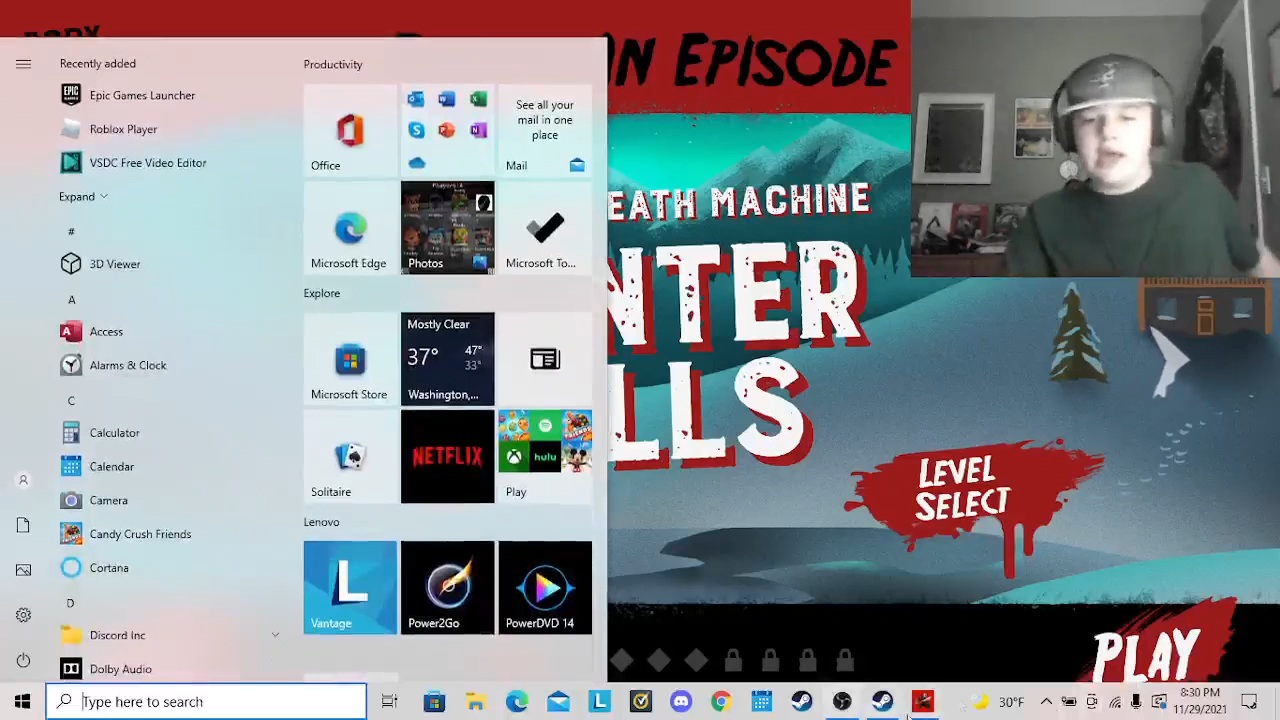 IN EPISODE
Recently added
Productivity
EPIC GAMES
Epic Games Launcher
Roblox Player
VSDC Free Video Editor
Expand
#
3D Viewer
A
Access
Alarms & Clock
C
Calculator
Calendar
Camera
Candy Crush Friends
Cortana
D
Discord Inc
Dolby Audio
Office
See all your
mail in one
place
Mail
Microsoft Edge
Photos
Microsoft To...
Explore
Microsoft Store
Mostly Clear
37°
47°
33°
Washington,...
Solitaire
NETFLIX
hulu
Play
Lenovo
L
Vantage
Power2Go
PowerDVD 14
EATH MACHINE
NTER
LLS
LEVEL
SELECT
PLAY
Type here to search
L
30°F
8:30 PM
11/29/2021